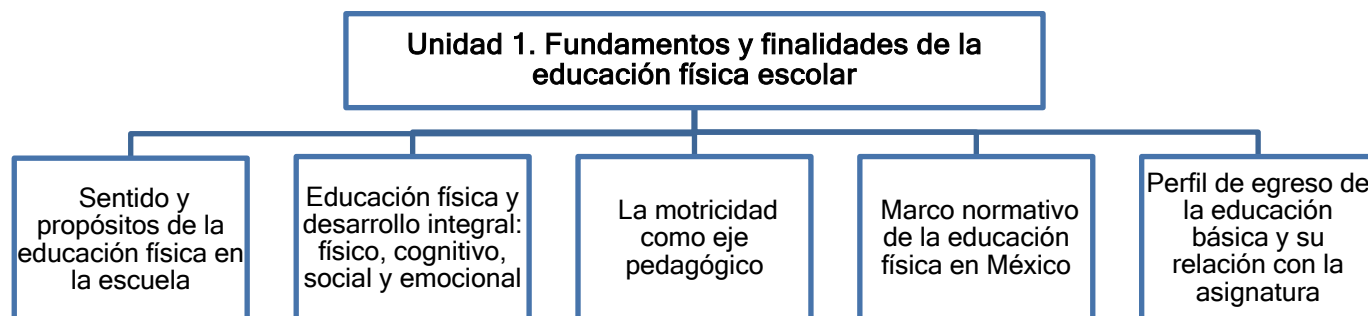 Unidad 1. Fundamentos y finalidades de la
educación física escolar
Sentido y
propósitos de la
educación física en
la escuela
Educación física y
desarrollo integral:
físico, cognitivo,
social y emocional
La motricidad
como eje
pedagógico
Marco normativo
de la educación
física en México
Perfil de egreso de
la educación
básica y su
relación con la
asignatura